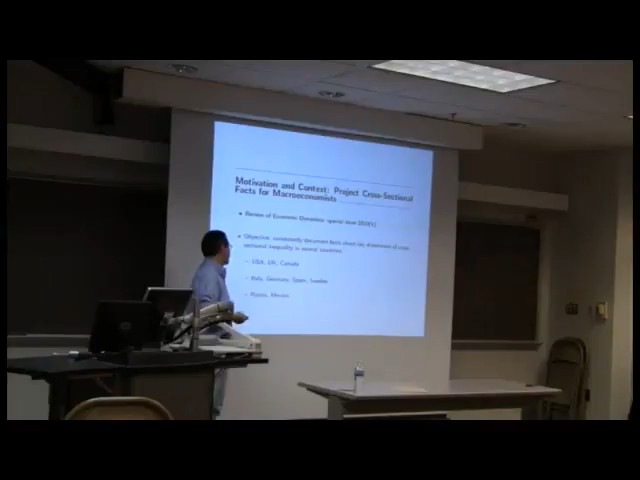 Motivation and Context: Project Cross-Sectional
Facts for Macroeconomists
• Review of Economic Dynamics special issue 2010(1)
• Objective: consistently document facts about key dimensions of cross-
sectional inequality in several countries
– USA, UK, Canada
– Italy, Germany, Spain, Sweden
– Russia, Mexico